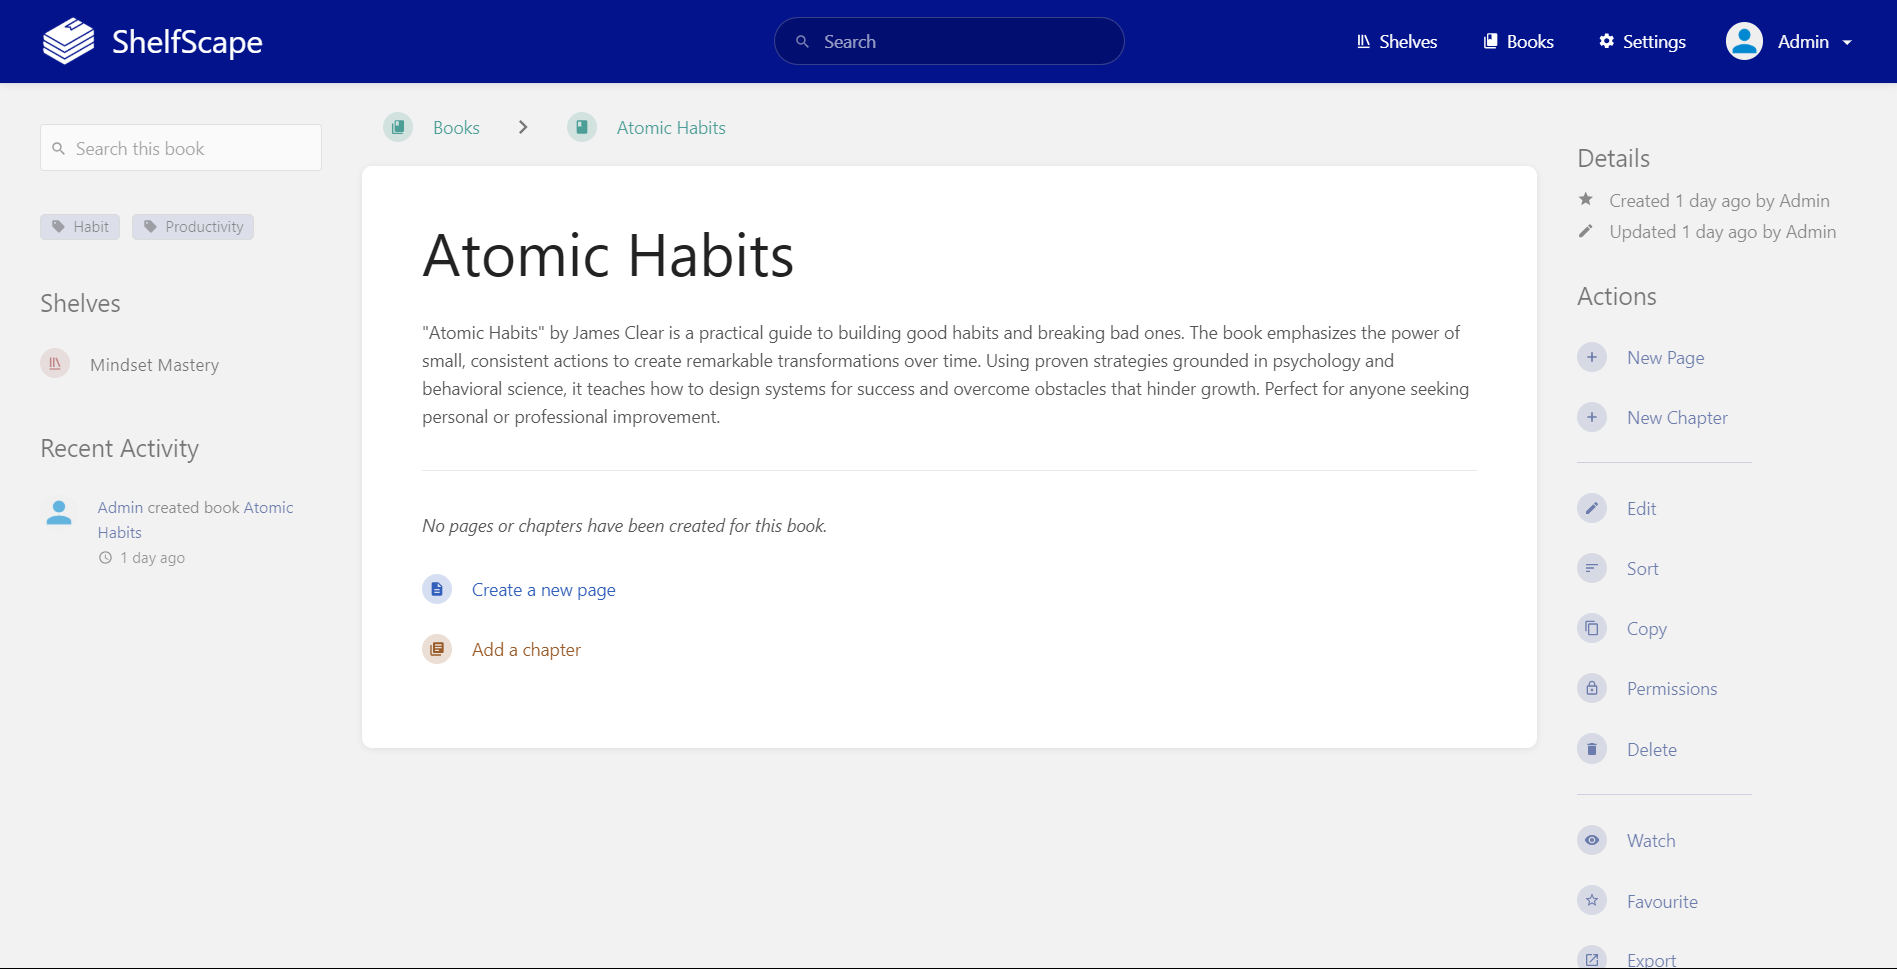 ShelfScape
Search
Shelves
Books
Settings
Admin
Search this book
Habit
Productivity
Shelves
Mindset Mastery
Recent Activity
Admin created book Atomic
Habits
1 day ago
Books
Atomic Habits
Atomic Habits
"Atomic Habits" by James Clear is a practical guide to building good habits and breaking bad ones. The book emphasizes the power of
small, consistent actions to create remarkable transformations over time. Using proven strategies grounded in psychology and
behavioral science, it teaches how to design systems for success and overcome obstacles that hinder growth. Perfect for anyone seeking
personal or professional improvement.
No pages or chapters have been created for this book.
Create a new page
Add a chapter
Details
Created 1 day ago by Admin
Updated 1 day ago by Admin
Actions
New Page
New Chapter
Edit
Sort
Copy
Permissions
Delete
Watch
Favourite
Export